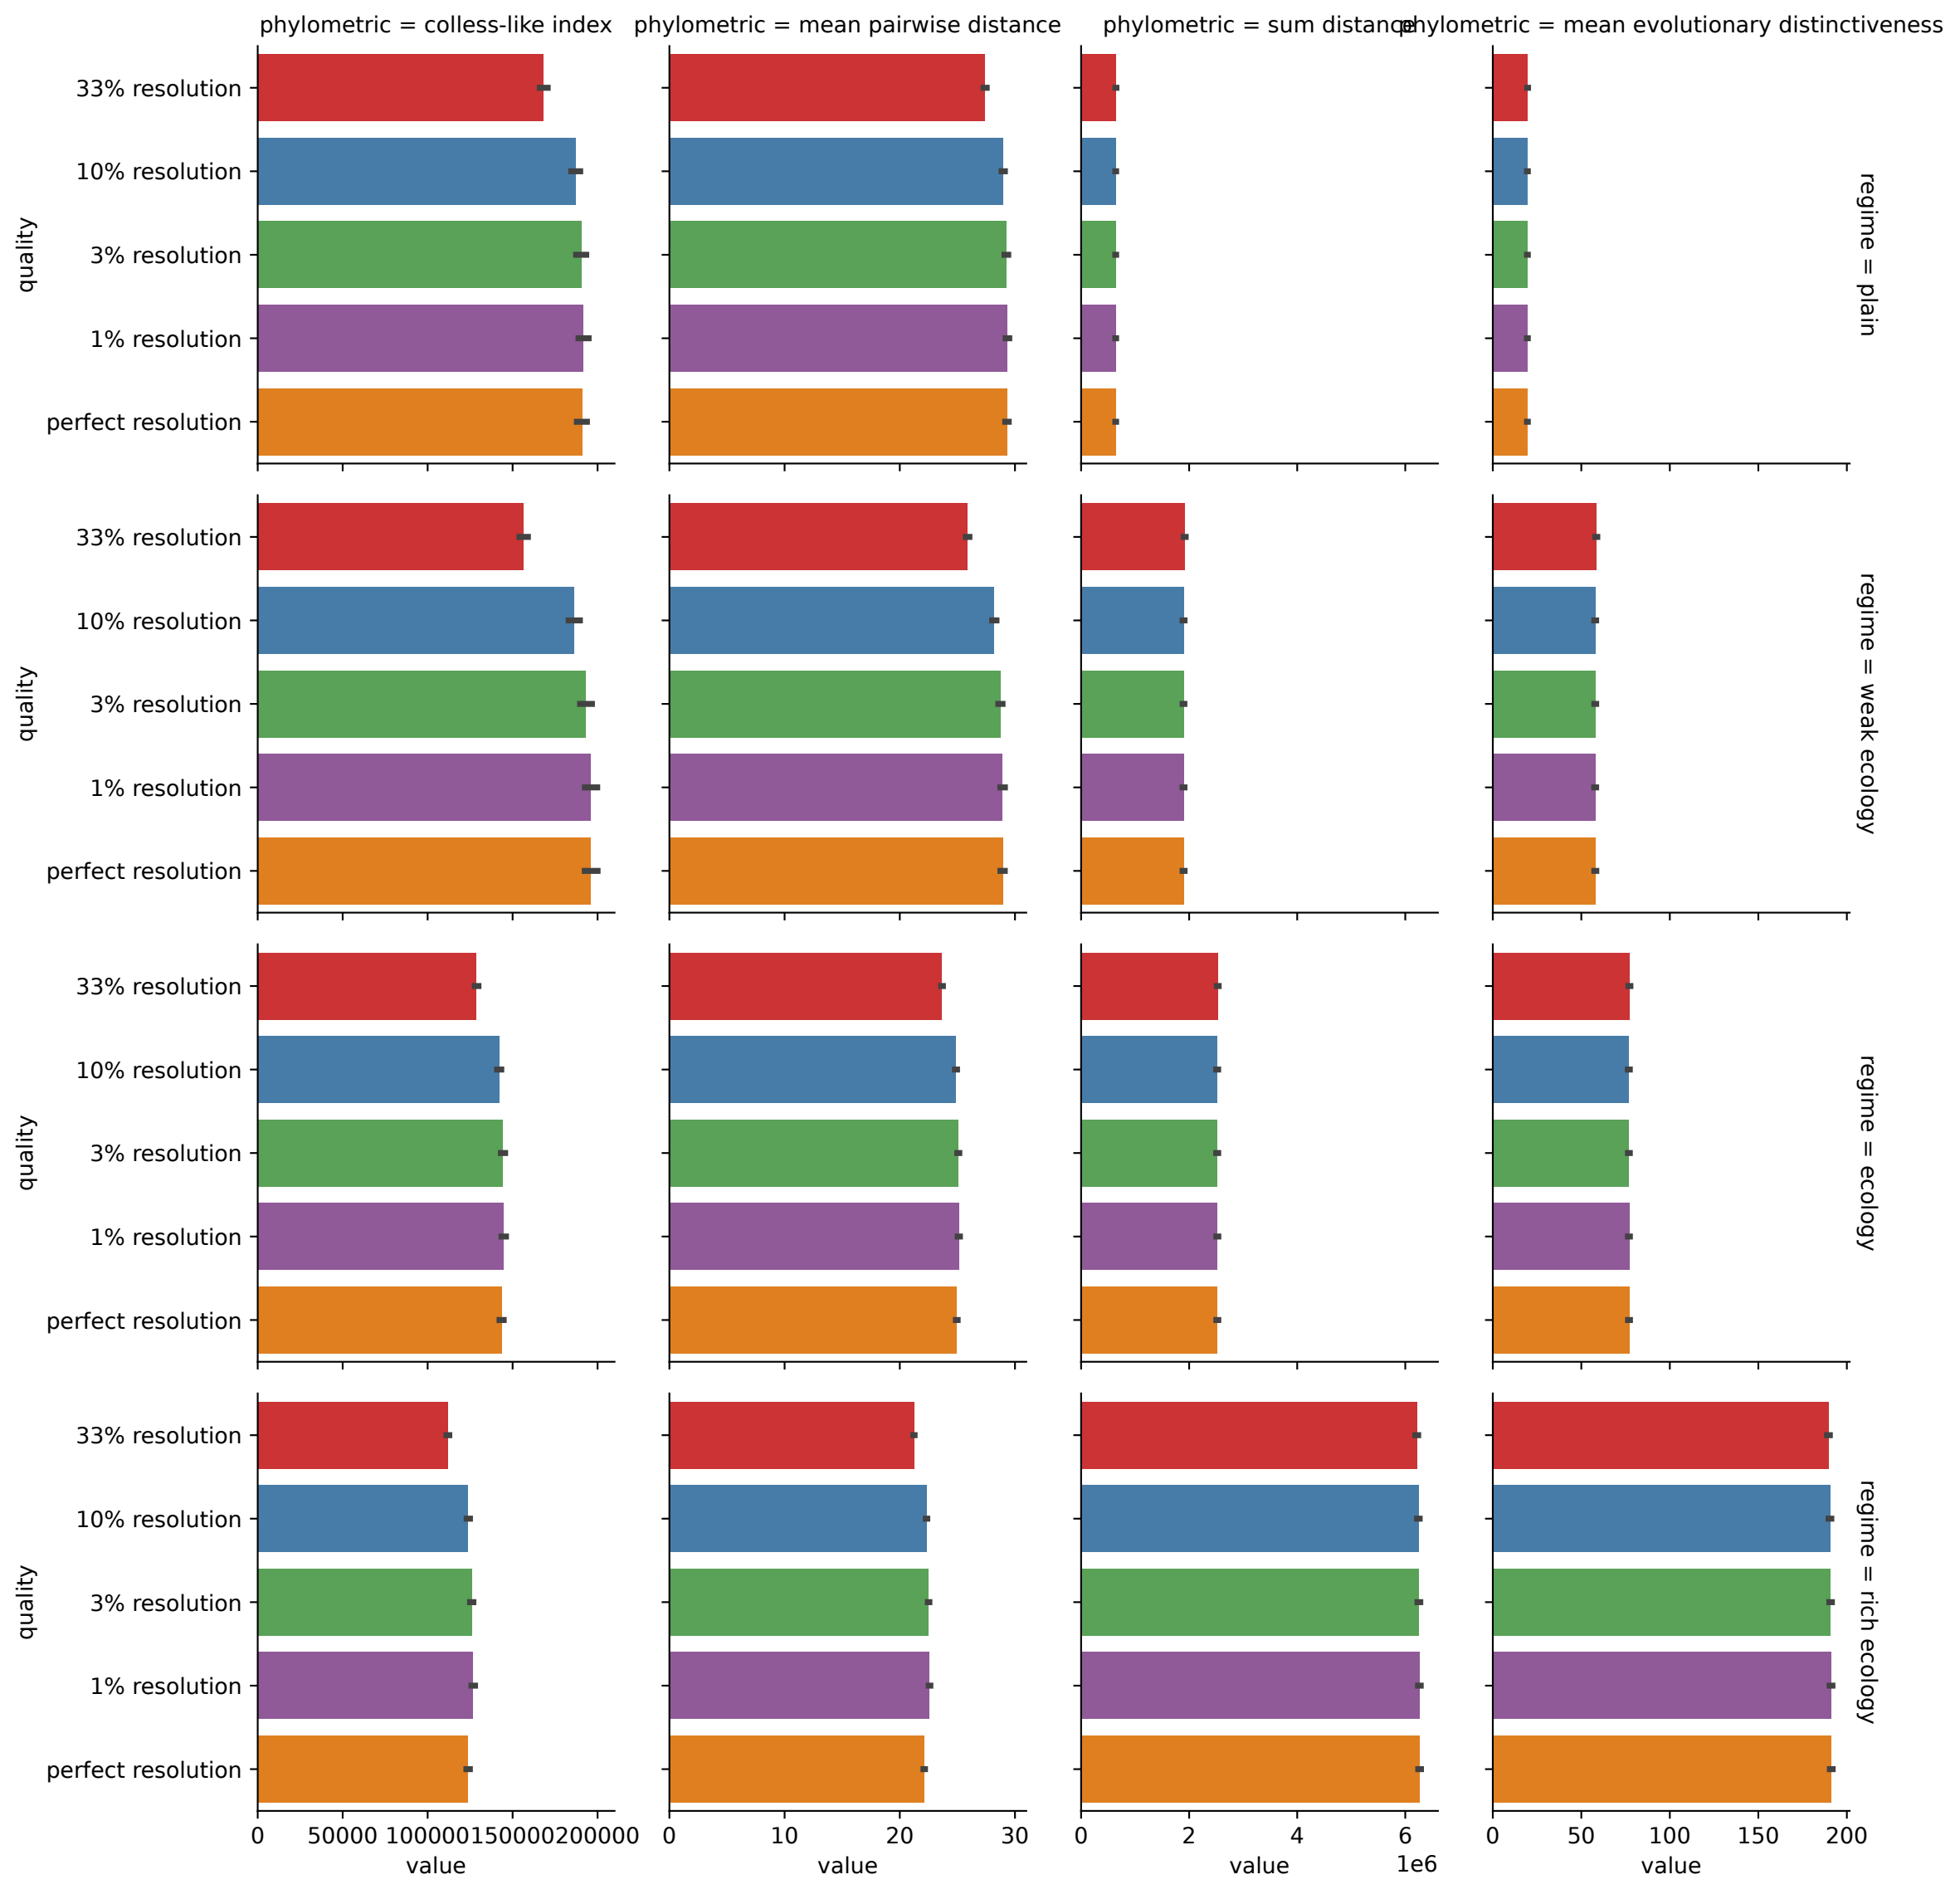 phylometric = colless-like index
phylometric = mean pairwise distance
phylometric = sum distance
phylometric = mean evolutionary distinctiveness
quality
33% resolution
10% resolution
3% resolution
1% resolution
perfect resolution
regime = plain
quality
33% resolution
10% resolution
3% resolution
1% resolution
perfect resolution
regime = weak ecology
quality
33% resolution
10% resolution
3% resolution
1% resolution
perfect resolution
regime = ecology
quality
33% resolution
10% resolution
3% resolution
1% resolution
perfect resolution
regime = rich ecology
0 50000 100000 150000 200000
value
0 10 20 30
value
0 2 4 6
1e6
value
0 50 100 150 200
value